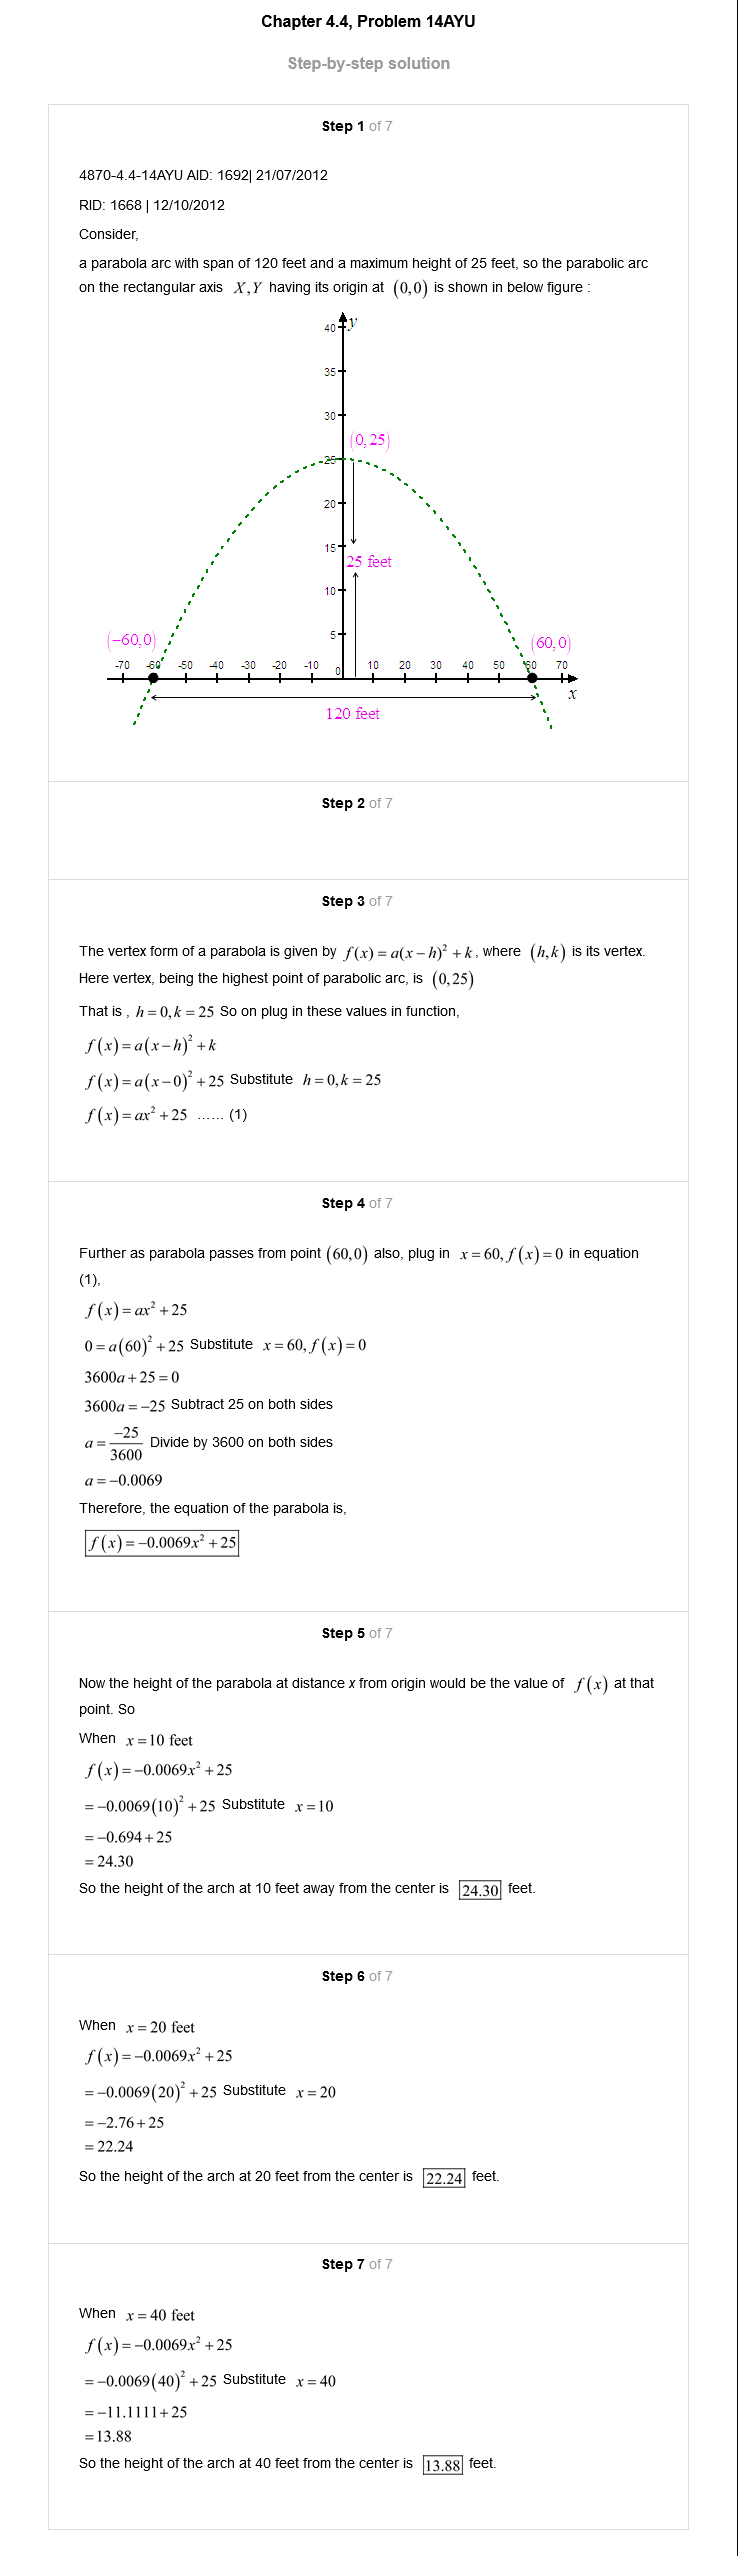 Chapter 4.4, Problem 14AYU
Step-by-step solution
Step 1 of 7
4870-4.4-14AYU AID: 1692| 21/07/2012
RID: 1668 | 12/10/2012
Consider,
a parabola arc with span of 120 feet and a maximum height of 25 feet, so the parabolic arc
on the rectangular axis X,Y having its origin at (0,0) is shown in below figure :
40 y
35
30
(0,25)
25
20
15
25 feet
10
5
(−60,0) (60,0)
-70 -60 -50 -40 -30 -20 -10 0 10 20 30 40 50 60 70
x
120 feet
Step 2 of 7
Step 3 of 7
The vertex form of a parabola is given by f(x) = a(x−h)² + k, where (h,k) is its vertex.
Here vertex, being the highest point of parabolic arc, is (0,25)
That is , h = 0, k = 25 So on plug in these values in function,
f(x) = a(x−h)² + k
f(x) = a(x−0)² + 25 Substitute h = 0, k = 25
f(x) = ax² + 25 …… (1)
Step 4 of 7
Further as parabola passes from point (60,0) also, plug in x = 60, f(x) = 0 in equation
(1),
f(x) = ax² + 25
0 = a(60)² + 25 Substitute x = 60, f(x) = 0
3600a + 25 = 0
3600a = −25 Subtract 25 on both sides
a = −25/3600 Divide by 3600 on both sides
a = −0.0069
Therefore, the equation of the parabola is,
f(x) = −0.0069x² + 25
Step 5 of 7
Now the height of the parabola at distance x from origin would be the value of f(x) at that
point. So
When x = 10 feet
f(x) = −0.0069x² + 25
= −0.0069(10)² + 25 Substitute x = 10
= −0.694 + 25
= 24.30
So the height of the arch at 10 feet away from the center is 24.30 feet.
Step 6 of 7
When x = 20 feet
f(x) = −0.0069x² + 25
= −0.0069(20)² + 25 Substitute x = 20
= −2.76 + 25
= 22.24
So the height of the arch at 20 feet from the center is 22.24 feet.
Step 7 of 7
When x = 40 feet
f(x) = −0.0069x² + 25
= −0.0069(40)² + 25 Substitute x = 40
= −11.1111 + 25
= 13.88
So the height of the arch at 40 feet from the center is 13.88 feet.